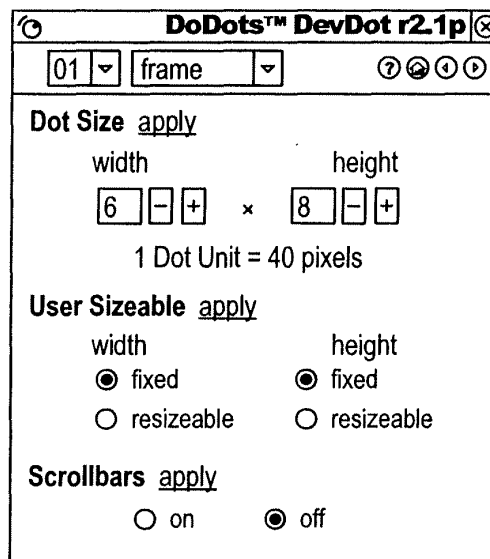 DoDots™ DevDot r2.1p
01 frame ?
Dot Size apply
width height
6 - + × 8 - +
1 Dot Unit = 40 pixels
User Sizeable apply
width height
fixed fixed
resizeable resizeable
Scrollbars apply
on off